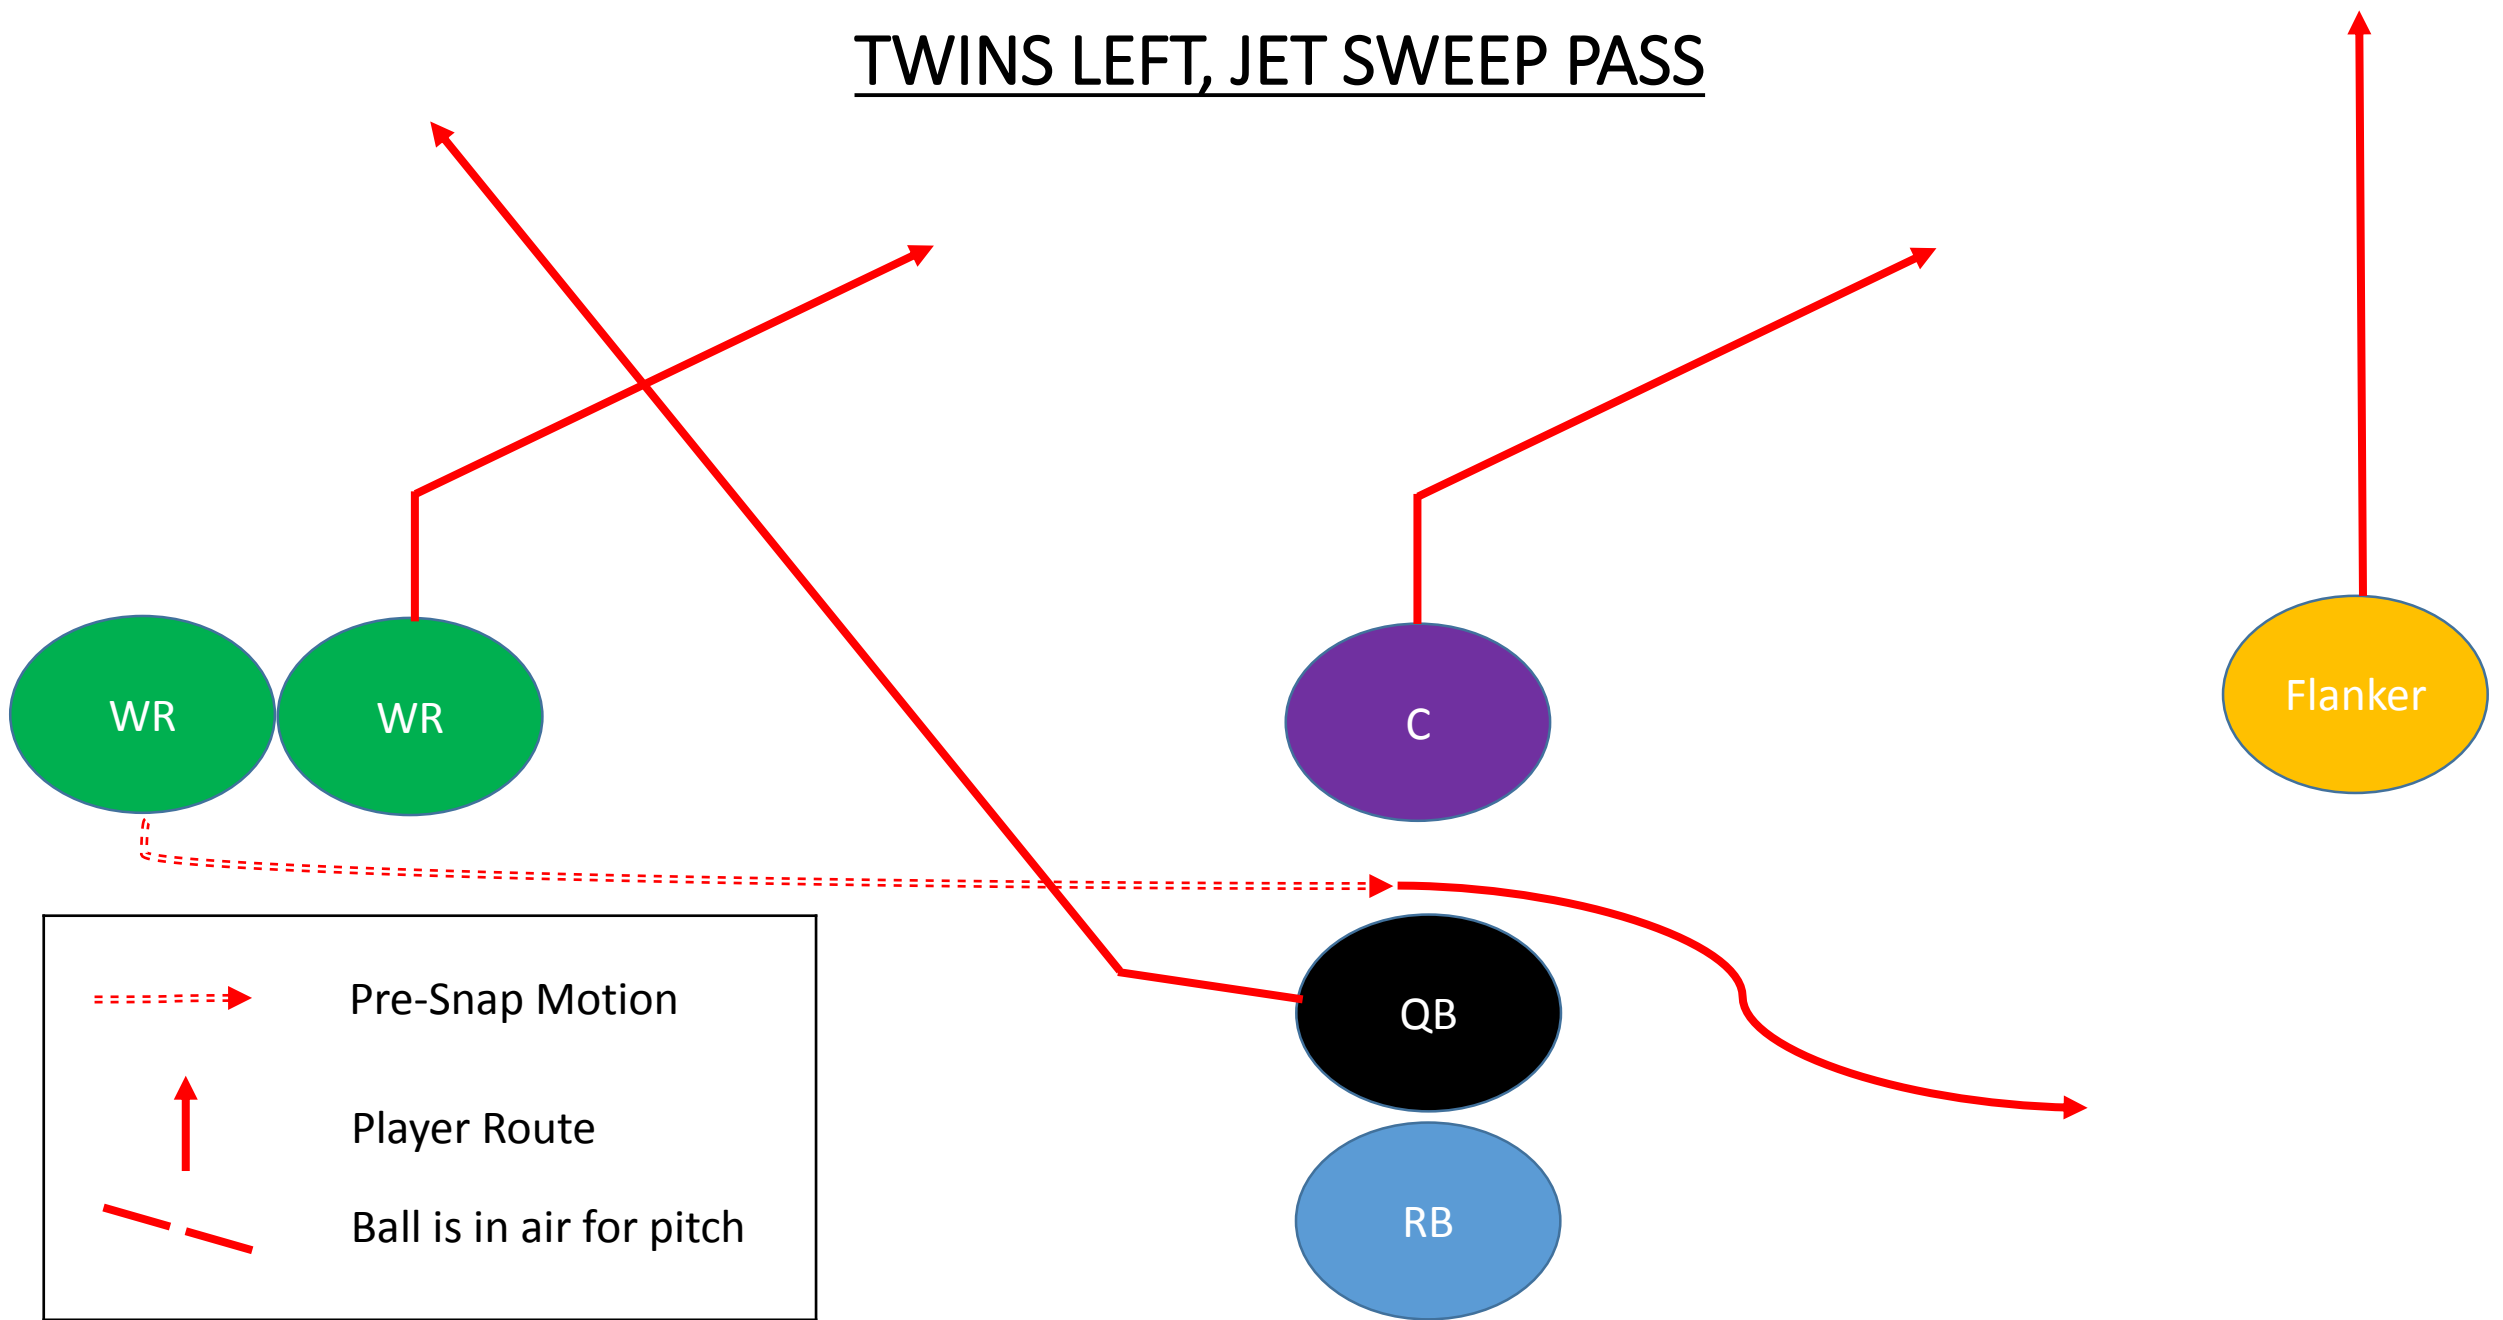 TWINS LEFT, JET SWEEP PASS
WR
WR
C
Flanker
QB
RB
Pre-Snap Motion
Player Route
Ball is in air for pitch